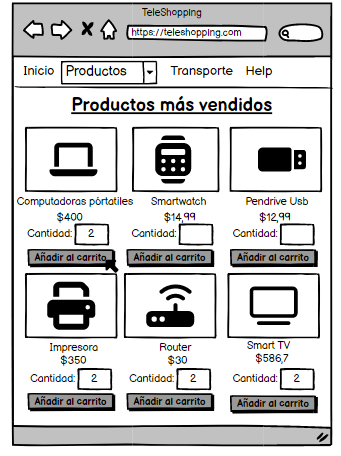 TeleShopping
https://teleshopping.com
Inicio Productos Transporte Help
Productos más vendidos
Computadoras pórtatiles Smartwatch Pendrive Usb
$400 $14,99 $12,99
Cantidad: 2 Cantidad: Cantidad:
Añadir al carrito Añadir al carrito Añadir al carrito
Impresora Router Smart TV
$350 $30 $586,7
Cantidad: 2 Cantidad: 2 Cantidad: 2
Añadir al carrito Añadir al carrito Añadir al carrito